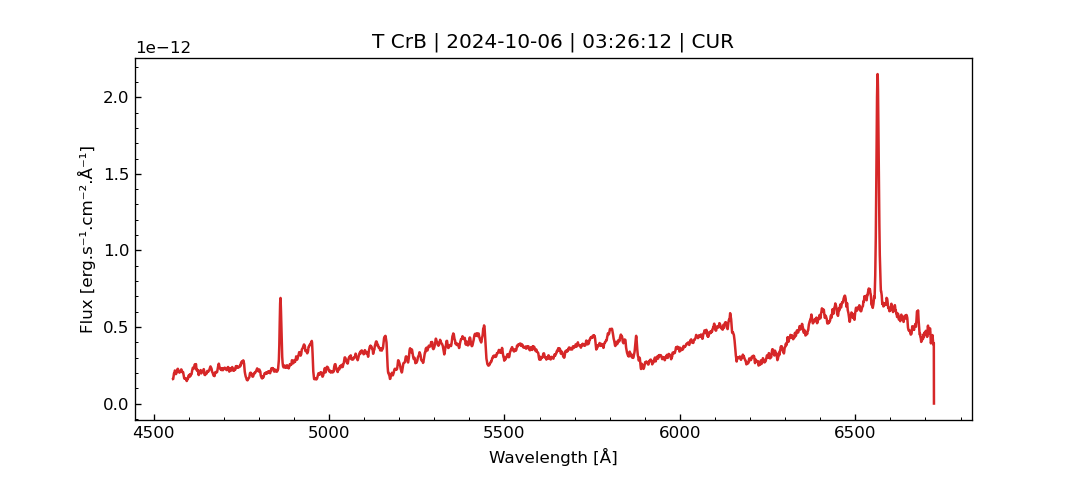 T CrB | 2024-10-06 | 03:26:12 | CUR
1e−12
2.0
1.5
1.0
0.5
0.0
Flux [erg.s⁻¹.cm⁻².Å⁻¹]
4500 5000 5500 6000 6500
Wavelength [Å]